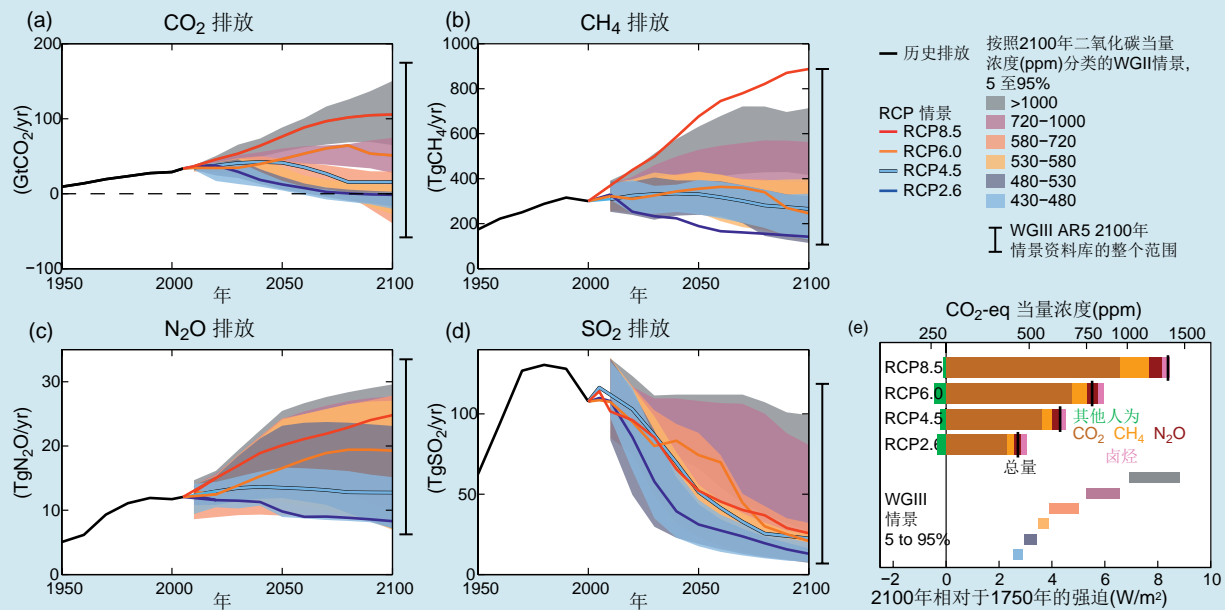 (a) CO₂ 排放
(GtCO₂/yr)
200
100
0
−100
1950 2000 2050 2100
年
(b) CH₄ 排放
(TgCH₄/yr)
1000
800
600
400
200
0
1950 2000 2050 2100
年
历史排放
RCP 情景
RCP8.5
RCP6.0
RCP4.5
RCP2.6
按照2100年二氧化碳当量
浓度(ppm)分类的WGII情景,
5 至95%
>1000
720−1000
580−720
530−580
480−530
430−480
WGIII AR5 2100年
情景资料库的整个范围
(c) N₂O 排放
(TgN₂O/yr)
30
20
10
0
1950 2000 2050 2100
年
(d) SO₂ 排放
(TgSO₂/yr)
100
50
0
1950 2000 2050 2100
年
(e) CO₂-eq 当量浓度(ppm)
250 500 750 1000 1500
RCP8.5
RCP6.0
RCP4.5
RCP2.6
其他人为
CO₂ CH₄ N₂O
卤烃
总量
WGIII
情景
5 to 95%
−2 0 2 4 6 8 10
2100年相对于1750年的强迫(W/m²)